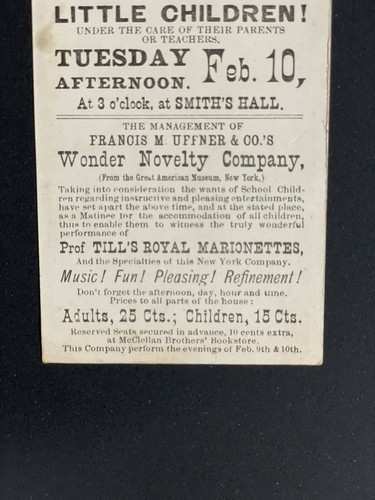 LITTLE CHILDREN!
UNDER THE CARE OF THEIR PARENTS
OR TEACHERS.
TUESDAY
AFTERNOON. Feb. 10,
At 3 o'clock, at SMITH'S HALL.
THE MANAGEMENT OF
FRANCIS M. UFFNER & CO.'S
Wonder Novelty Company,
(From the Great American Museum, New York,)
Taking into consideration the wants of School Child-
ren regarding instructive and pleasing entertainments,
have set apart the above time, and at the stated place,
as a Matinee for the accommodation of all children,
thus to enable them to witness the truly wonderful
performance of
Prof TILL'S ROYAL MARIONETTES,
And the Specialties of this New York Company.
Music! Fun! Pleasing! Refinement!
Don't forget the afternoon, day, hour and time.
Prices to all parts of the house:
Adults, 25 Cts.; Children, 15 Cts.
Reserved Seats secured in advance, 10 cents extra,
at McClellan Brothers' Bookstore.
This Company perform the evenings of Feb. 9th & 10th.